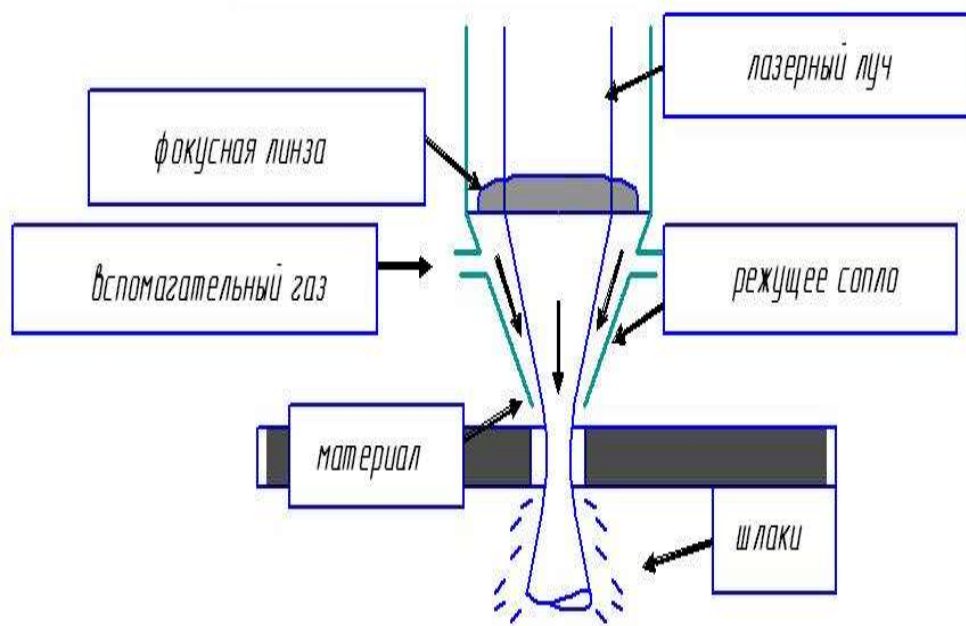 лазерный луч
фокусная линза
вспомагательный газ
режущее сопло
материал
шлаки